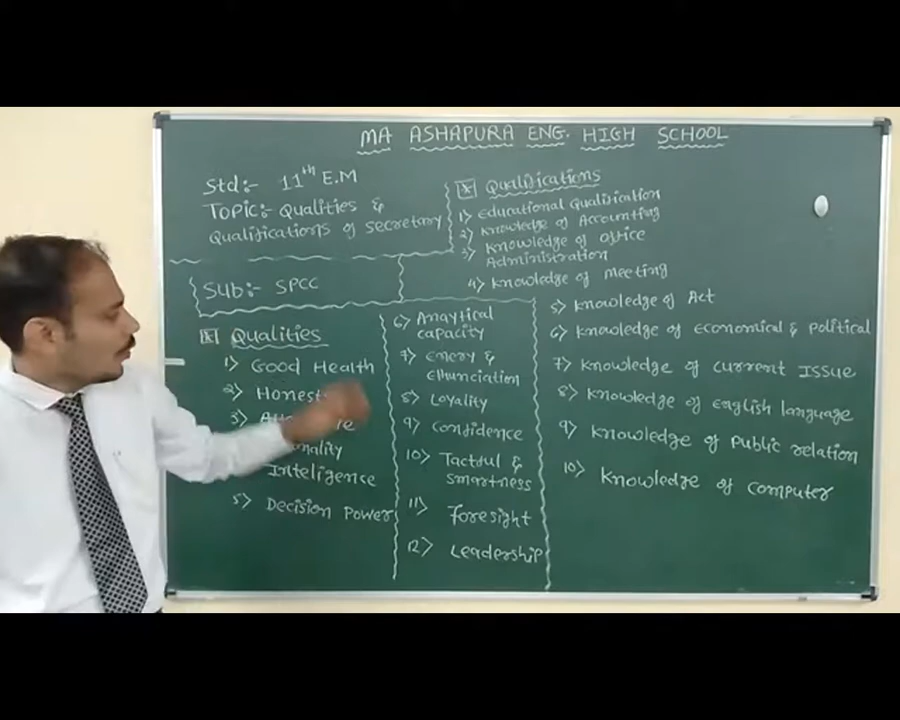 MA ASHAPURA ENG. HIGH SCHOOL
Std:- 11th E.M
Topic:- Qualities &
Qualifications of secretary
Sub:- SPCC
Qualities
1) Good Health
2)
3)
Inteligence
5) Decision Power
6) Anaytical
capacity
7) Enery &
8) Loyality
9) Confidence
10) Tactful &
smartness
11) Foresight
12) Leadership
Qualifications
1) Educational Qualification
2) Knowledge of Accounting
3) Knowledge of office
Administration
4) Knowledge of Meeting
5) Knowledge of Act
6) Knowledge of economical & political
7) Knowledge of current Issue
8) Knowledge of English language
9) Knowledge of Public relation
10) Knowledge of computer